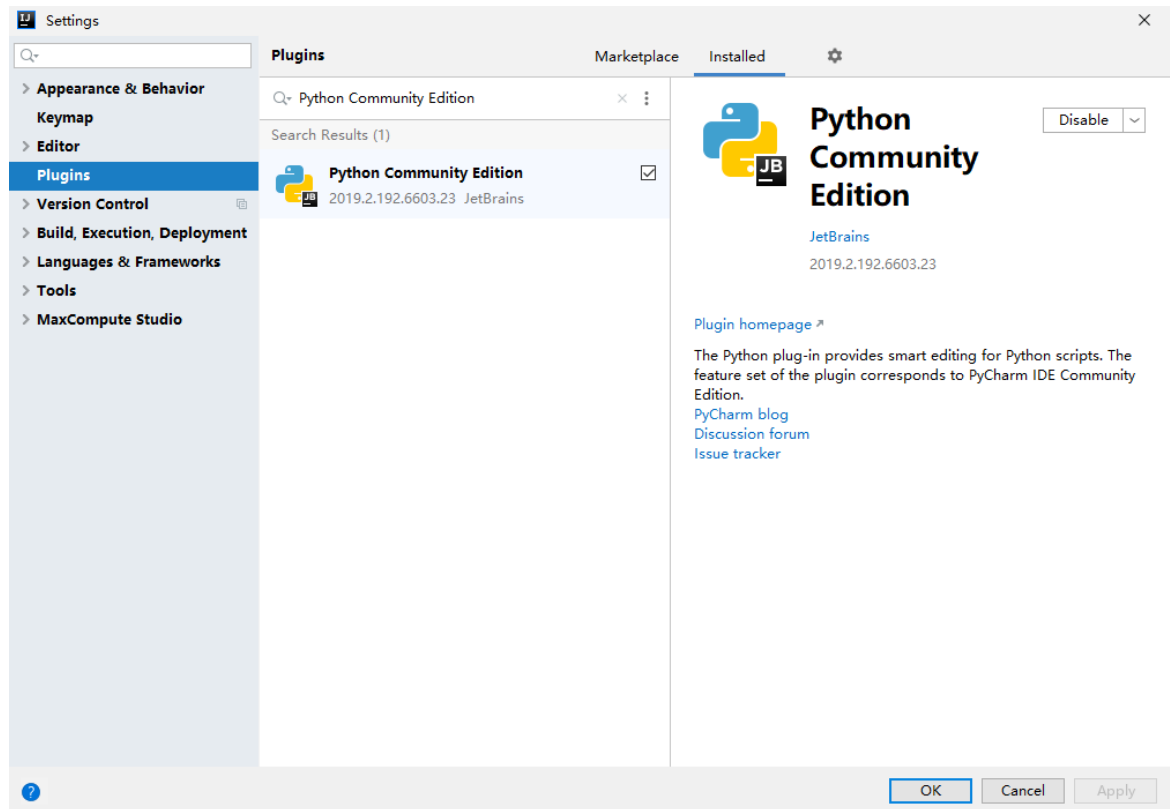 IJ Settings
Appearance & Behavior
Keymap
Editor
Plugins
Version Control
Build, Execution, Deployment
Languages & Frameworks
Tools
MaxCompute Studio
Plugins
Marketplace
Installed
Python Community Edition
Search Results (1)
JB
Python Community Edition
2019.2.192.6603.23 JetBrains
JB
Python
Community
Edition
Disable
JetBrains
2019.2.192.6603.23
Plugin homepage
The Python plug-in provides smart editing for Python scripts. The
feature set of the plugin corresponds to PyCharm IDE Community
Edition.
PyCharm blog
Discussion forum
Issue tracker
?
OK
Cancel
Apply